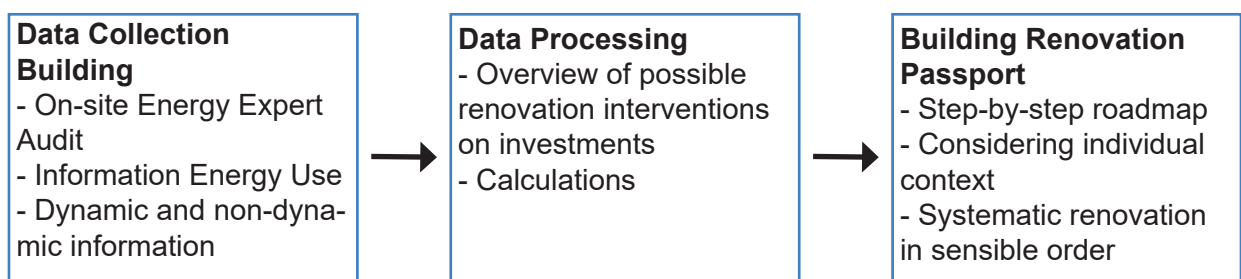 Data Collection
Building
- On-site Energy Expert
Audit
- Information Energy Use
- Dynamic and non-dyna-
mic information
Data Processing
- Overview of possible
renovation interventions
on investments
- Calculations
Building Renovation
Passport
- Step-by-step roadmap
- Considering individual
context
- Systematic renovation
in sensible order